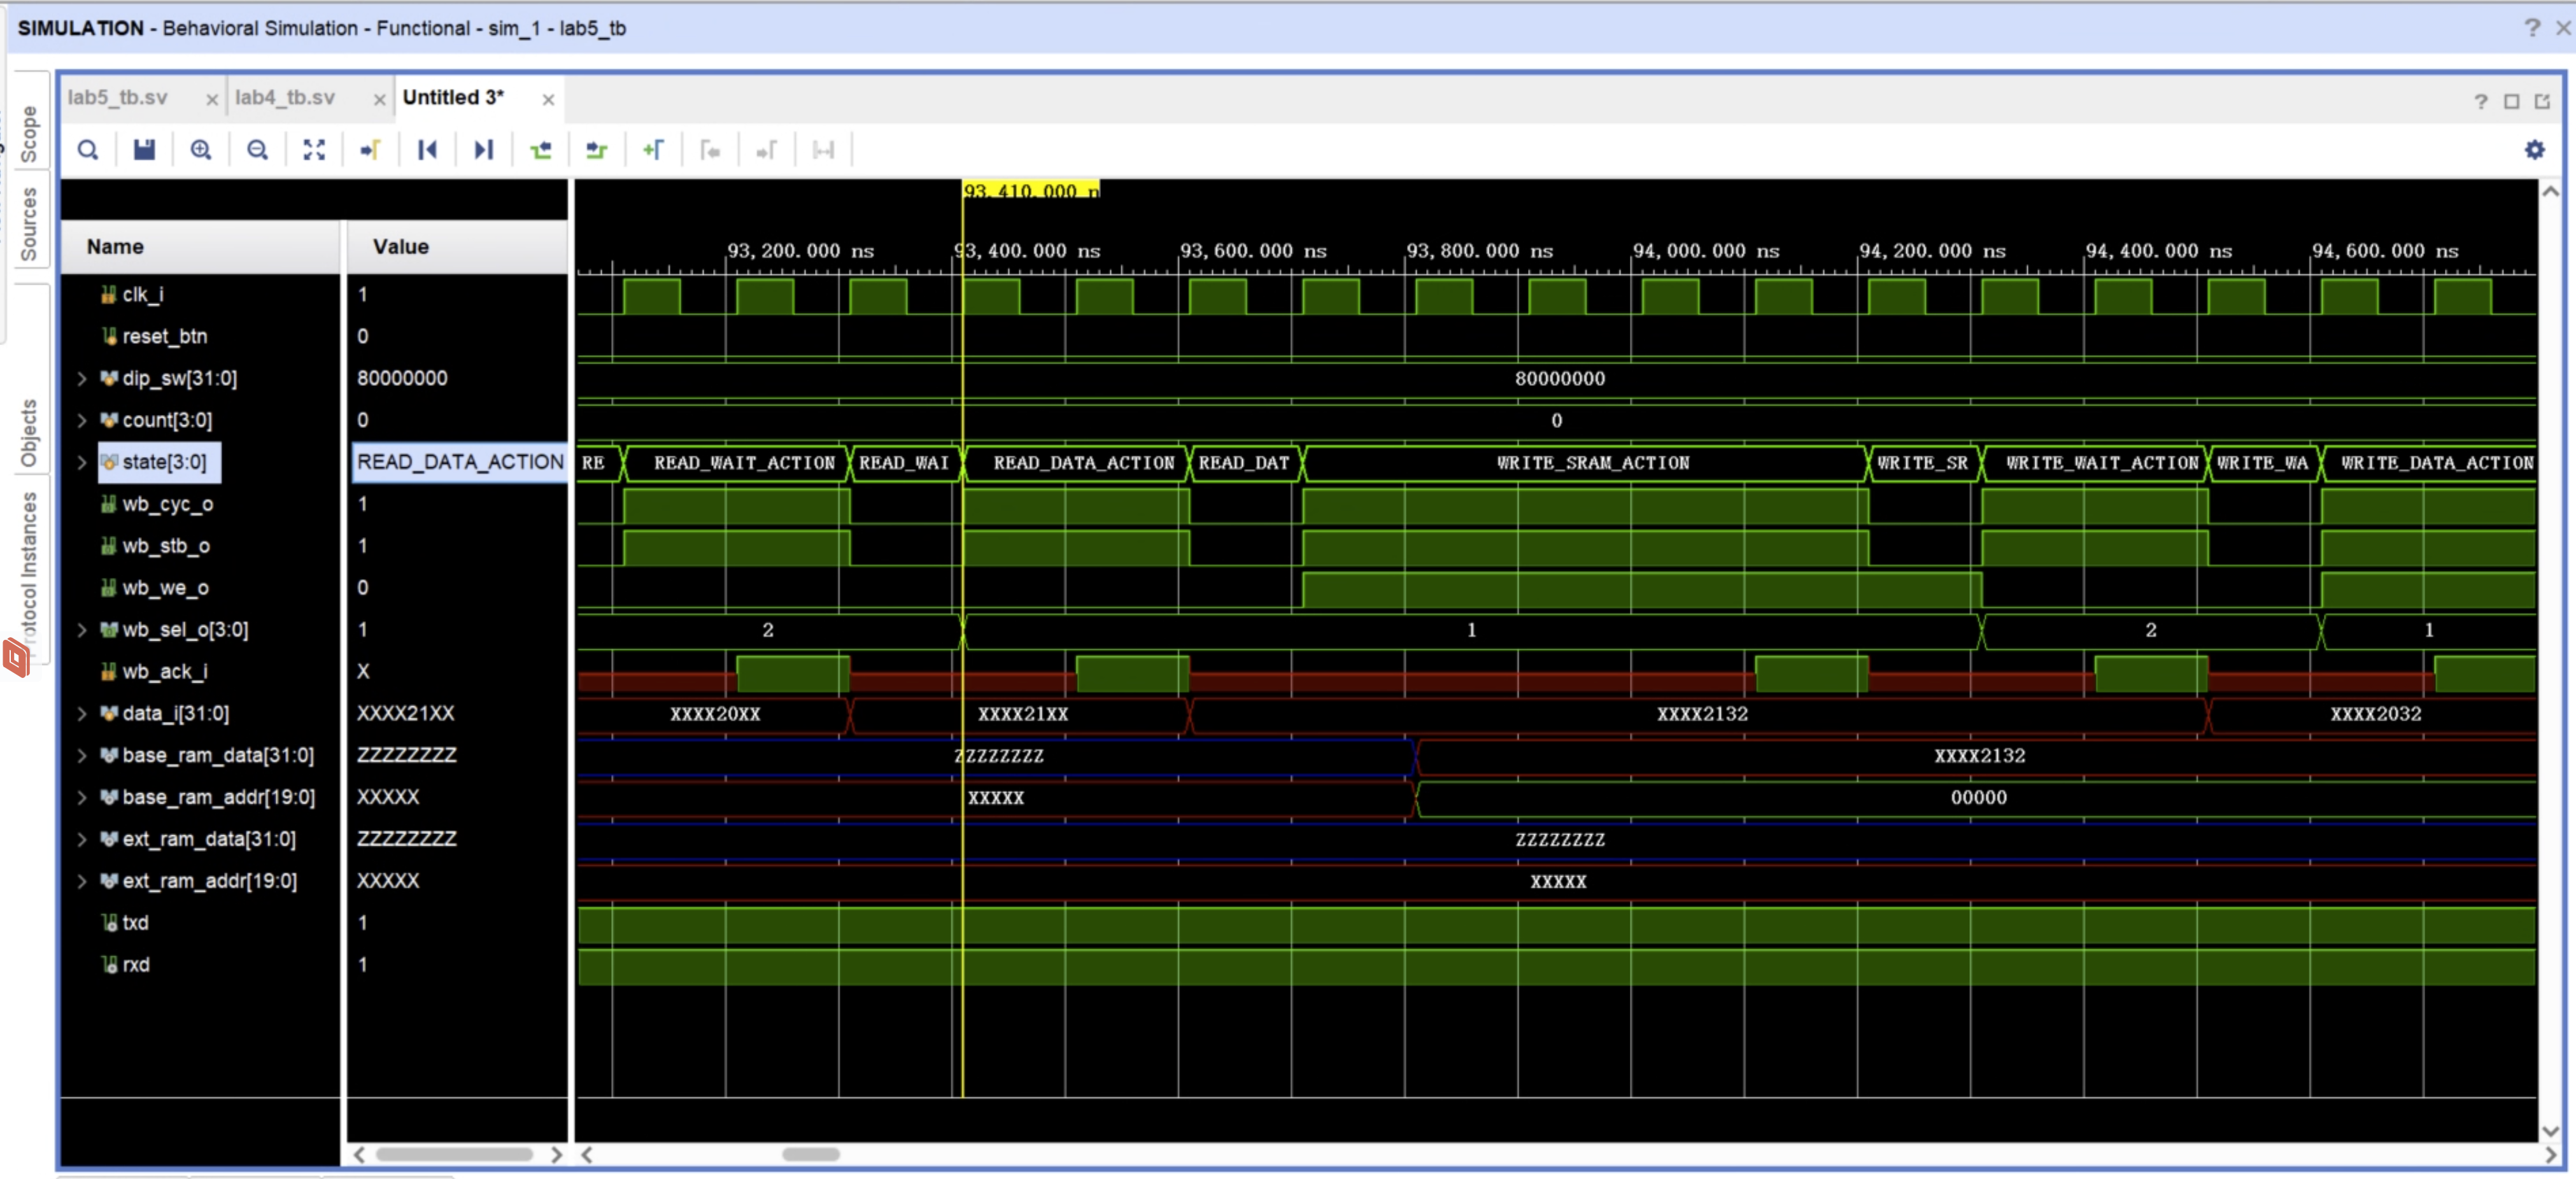 SIMULATION - Behavioral Simulation - Functional - sim_1 - lab5_tb
lab5_tb.sv
lab4_tb.sv
Untitled 3*
Scope
Sources
Objects
rotocol Instances
93,410.000 n
Name
Value
93,200.000 ns
93,400.000 ns
93,600.000 ns
93,800.000 ns
94,000.000 ns
94,200.000 ns
94,400.000 ns
94,600.000 ns
clk_i 1
reset_btn 0
dip_sw[31:0] 80000000 80000000
count[3:0] 0 0
state[3:0] READ_DATA_ACTION RE READ_WAIT_ACTION READ_WAI READ_DATA_ACTION READ_DAT WRITE_SRAM_ACTION WRITE_SR WRITE_WAIT_ACTION WRITE_WA WRITE_DATA_ACTION
wb_cyc_o 1
wb_stb_o 1
wb_we_o 0
wb_sel_o[3:0] 1 2 1 2 1
wb_ack_i X
data_i[31:0] XXXX21XX XXXX20XX XXXX21XX XXXX2132 XXXX2032
base_ram_data[31:0] ZZZZZZZZ ZZZZZZZZ XXXX2132
base_ram_addr[19:0] XXXXX XXXXX 00000
ext_ram_data[31:0] ZZZZZZZZ ZZZZZZZZ
ext_ram_addr[19:0] XXXXX XXXXX
txd 1
rxd 1